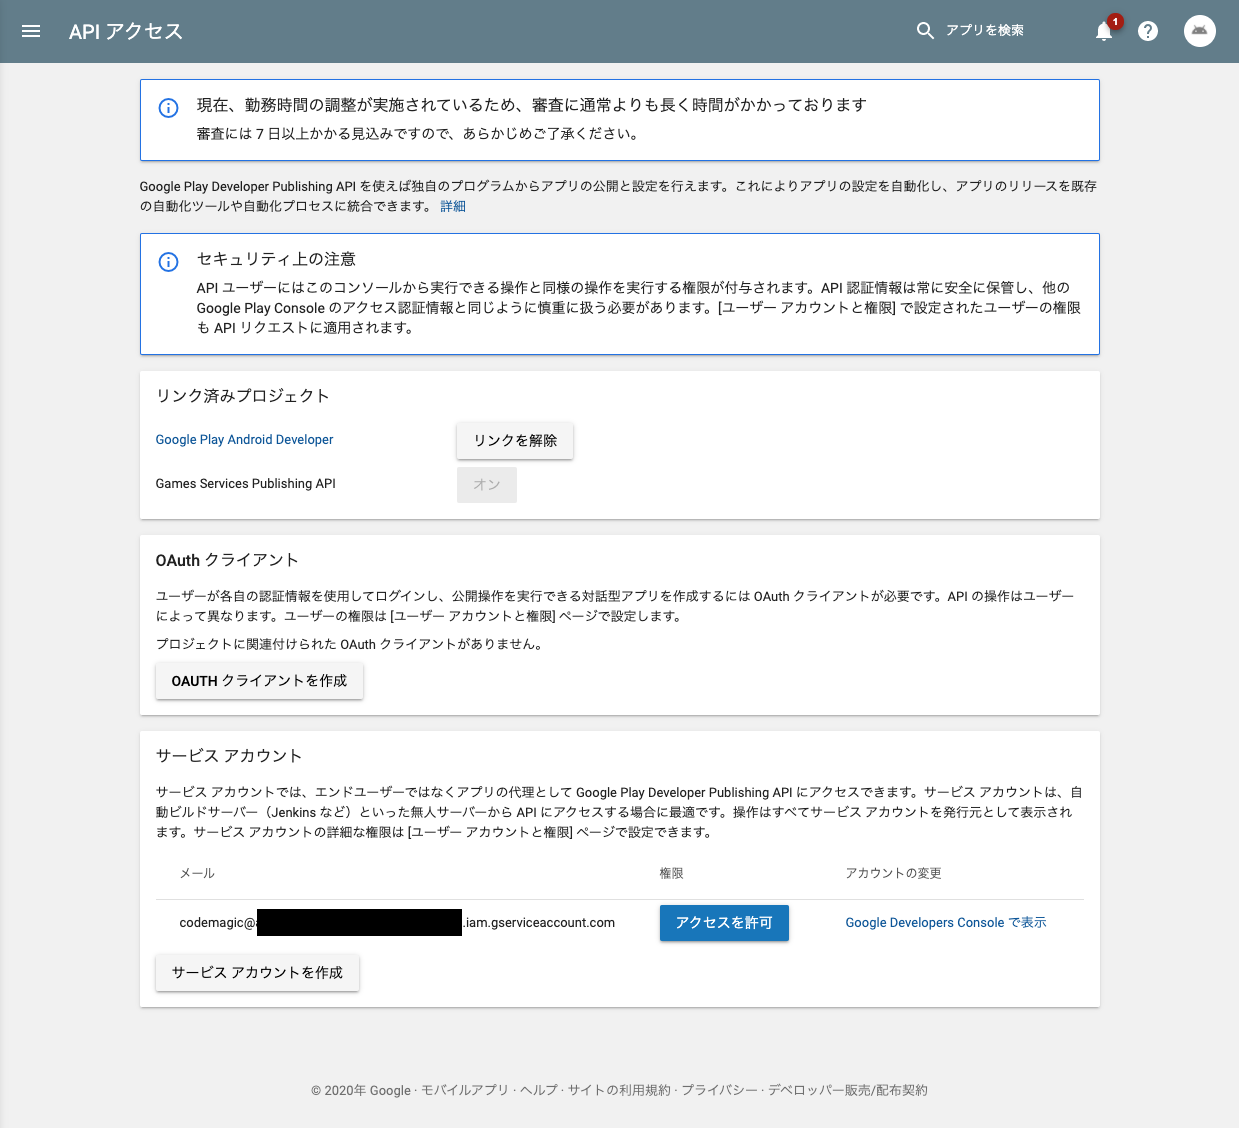 API アクセス
アプリを検索
1
現在、勤務時間の調整が実施されているため、審査に通常よりも長く時間がかかっております
審査には 7 日以上かかる見込みですので、あらかじめご了承ください。
Google Play Developer Publishing API を使えば独自のプログラムからアプリの公開と設定を行えます。これによりアプリの設定を自動化し、アプリのリリースを既存
の自動化ツールや自動化プロセスに統合できます。 詳細
セキュリティ上の注意
API ユーザーにはこのコンソールから実行できる操作と同様の操作を実行する権限が付与されます。API 認証情報は常に安全に保管し、他の
Google Play Console のアクセス認証情報と同じように慎重に扱う必要があります。[ユーザー アカウントと権限] で設定されたユーザーの権限
も API リクエストに適用されます。
リンク済みプロジェクト
Google Play Android Developer
リンクを解除
Games Services Publishing API
オン
OAuth クライアント
ユーザーが各自の認証情報を使用してログインし、公開操作を実行できる対話型アプリを作成するには OAuth クライアントが必要です。API の操作はユーザー
によって異なります。ユーザーの権限は [ユーザー アカウントと権限] ページで設定します。
プロジェクトに関連付けられた OAuth クライアントがありません。
OAUTH クライアントを作成
サービス アカウント
サービス アカウントでは、エンドユーザーではなくアプリの代理として Google Play Developer Publishing API にアクセスできます。サービス アカウントは、自
動ビルドサーバー（Jenkins など）といった無人サーバーから API にアクセスする場合に最適です。操作はすべてサービス アカウントを発行元として表示され
ます。サービス アカウントの詳細な権限は [ユーザー アカウントと権限] ページで設定できます。
メール 権限 アカウントの変更
codemagic@ .iam.gserviceaccount.com アクセスを許可 Google Developers Console で表示
サービス アカウントを作成
© 2020年 Google · モバイルアプリ · ヘルプ · サイトの利用規約 · プライバシー · デベロッパー販売/配布契約